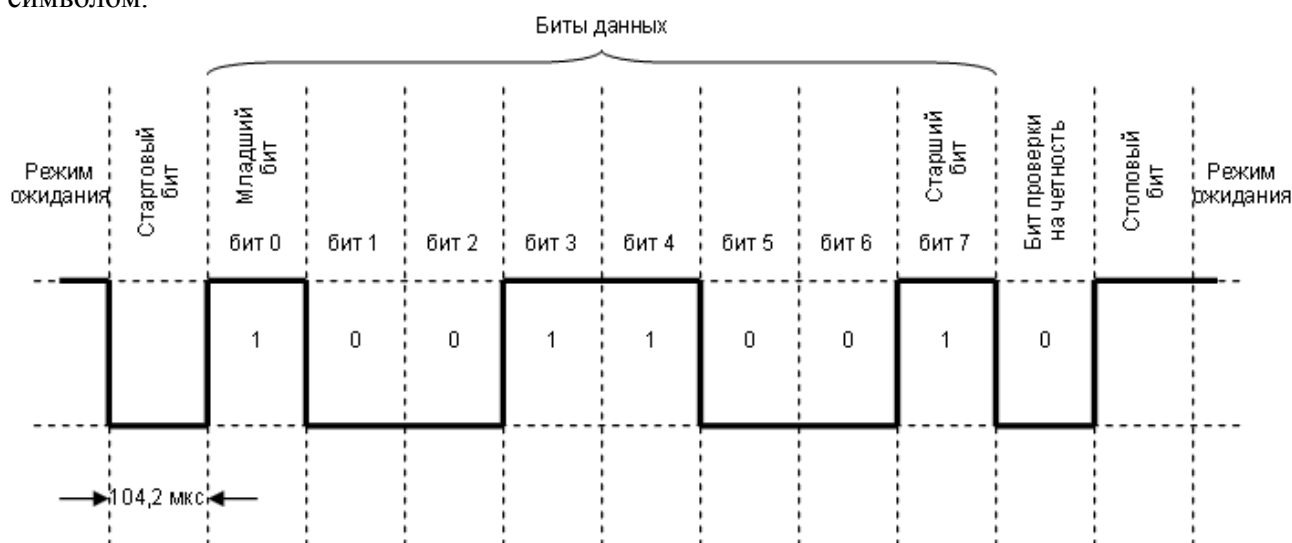 символом.
Биты данных
Режим
ожидания
Стартовый
бит
Младший
бит
Старший
бит
Бит проверки
на четность
Стоповый
бит
Режим
ожидания
бит 0 бит 1 бит 2 бит 3 бит 4 бит 5 бит 6 бит 7
1 0 0 1 1 0 0 1 0
104,2 мкс